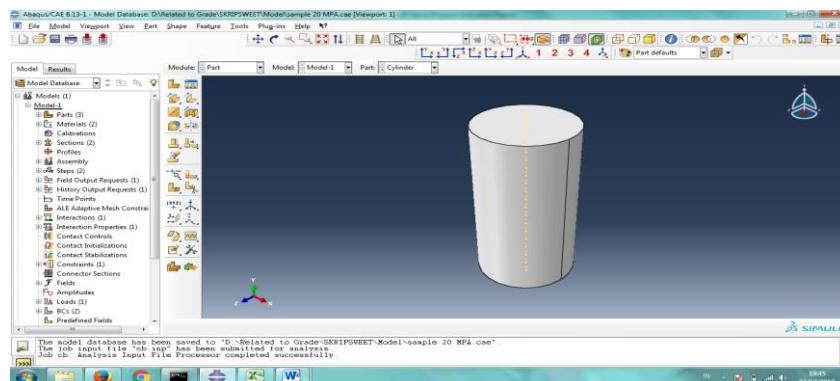 Abaqus/CAE 6.13-1 - Model Database: D:\Related to Grade\SKRIPSWEET\Model\sample 20 MPA.cae [Viewport: 1]
File Model Viewport View Part Shape Feature Tools Plug-ins Help
All
1 2 3 4 Part defaults
Model Results Module: Part Model: Model-1 Part: Cylinder
Model Database
Models (1)
Model-1
Parts (3)
Materials (2)
Calibrations
Sections (2)
Profiles
Assembly
Steps (2)
Field Output Requests (1)
History Output Requests (1)
Time Points
ALE Adaptive Mesh Constrai
Interactions (1)
Interaction Properties (1)
Contact Controls
Contact Initializations
Contact Stabilizations
Constraints (1)
Connector Sections
Fields
Amplitudes
Loads (1)
BCs (2)
Predefined Fields
Y
Z X
SIMULI
The model database has been saved to "D:\Related to Grade\SKRIPSWEET\Model\sample 20 MPA.cae".
The job input file "cb.inp" has been submitted for analysis.
Job cb: Analysis Input File Processor completed successfully.
IN 19:45